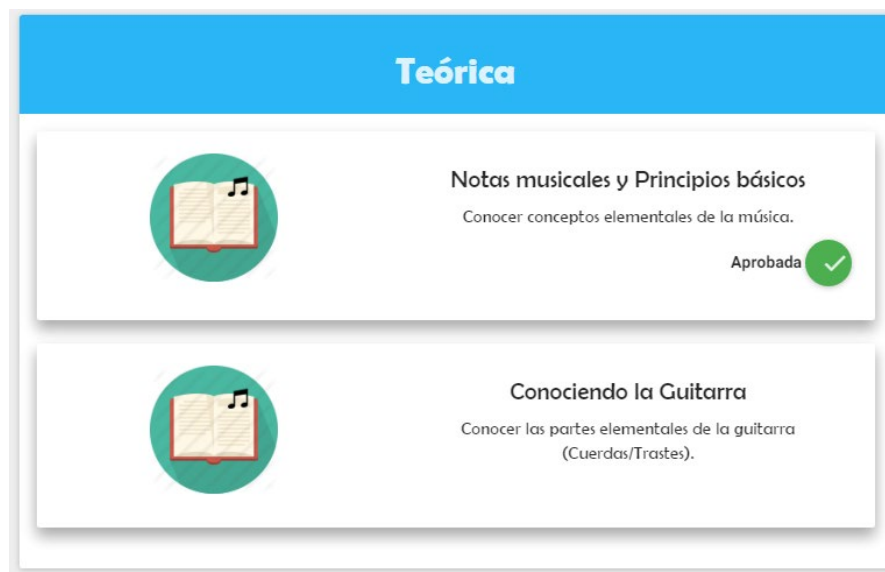 Teórica
Notas musicales y Principios básicos
Conocer conceptos elementales de la música.
Aprobada
Conociendo la Guitarra
Conocer las partes elementales de la guitarra
(Cuerdas/Trastes).